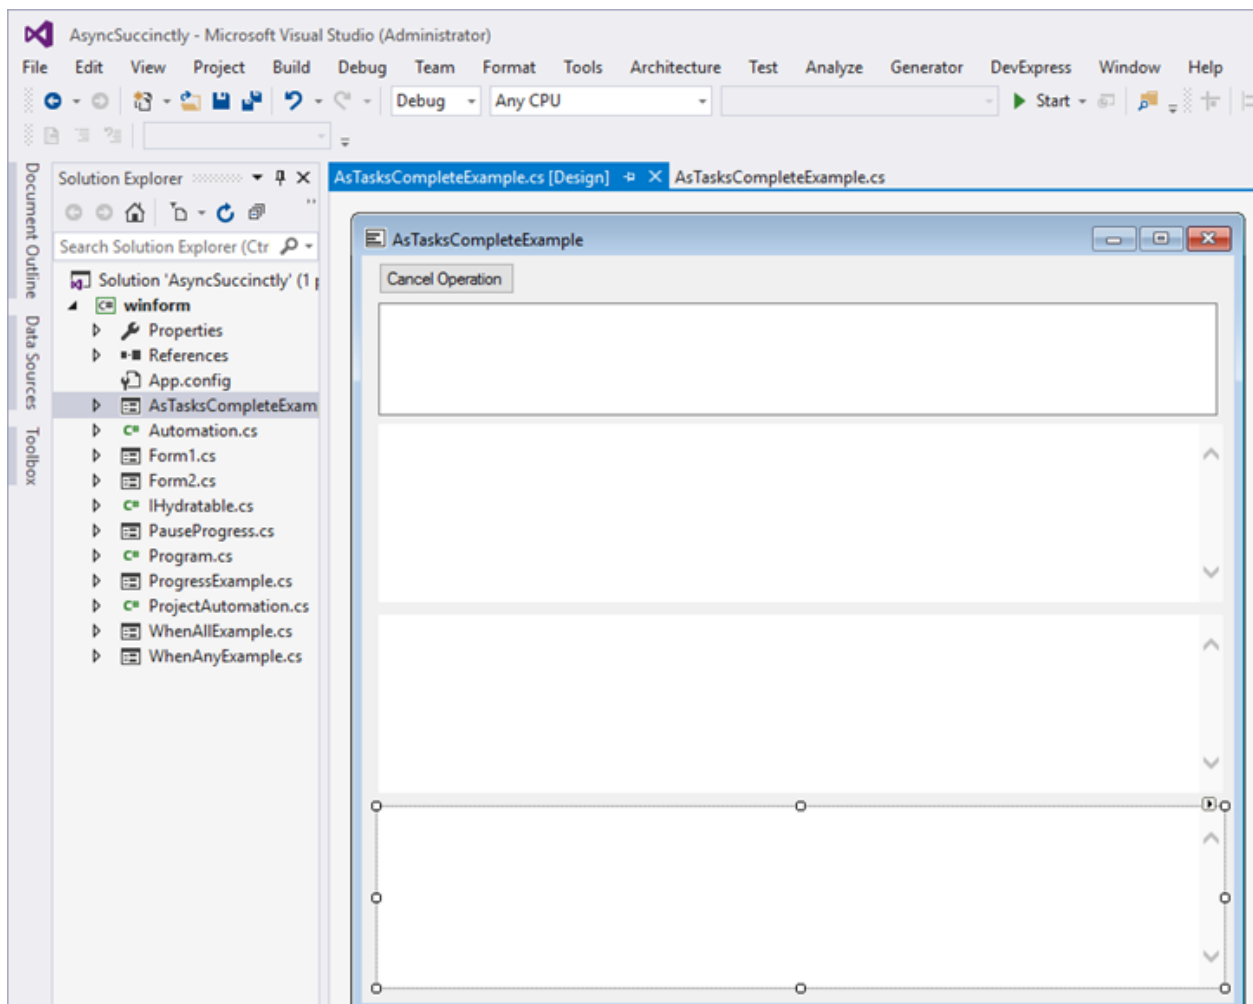 AsyncSuccinctly - Microsoft Visual Studio (Administrator)
File Edit View Project Build Debug Team Format Tools Architecture Test Analyze Generator DevExpress Window Help
Debug Any CPU Start
Document Outline
Data Sources
Toolbox
Solution Explorer
Search Solution Explorer (Ctr
Solution 'AsyncSuccinctly' (1 p
winform
Properties
References
App.config
AsTasksCompleteExam
Automation.cs
Form1.cs
Form2.cs
IHydratable.cs
PauseProgress.cs
Program.cs
ProgressExample.cs
ProjectAutomation.cs
WhenAllExample.cs
WhenAnyExample.cs
AsTasksCompleteExample.cs [Design] AsTasksCompleteExample.cs
AsTasksCompleteExample
Cancel Operation